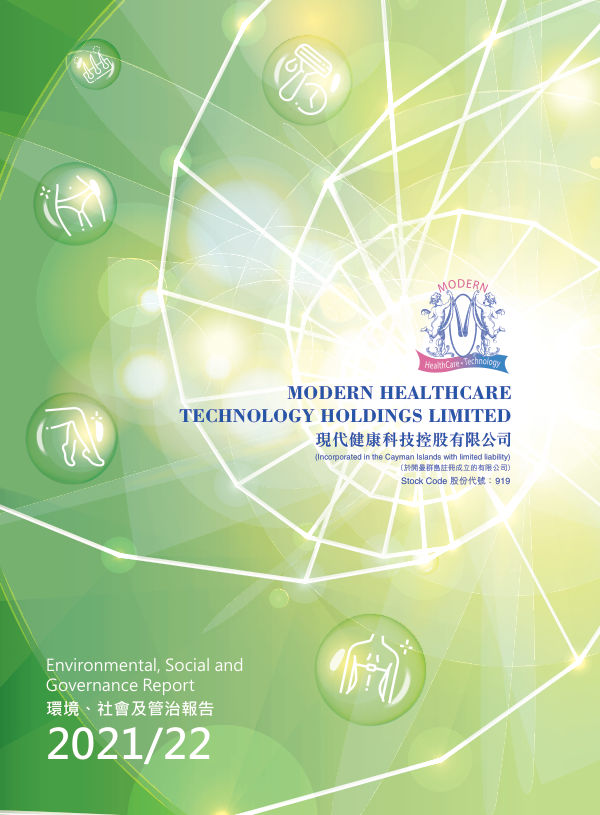 MODERN
HealthCare • Technology
MODERN HEALTHCARE
TECHNOLOGY HOLDINGS LIMITED
現代健康科技控股有限公司
(Incorporated in the Cayman Islands with limited liability)
(於開曼群島註冊成立的有限公司)
Stock Code 股份代號：919
Environmental, Social and
Governance Report
環境、社會及管治報告
2021/22